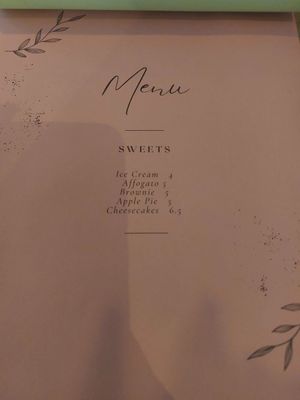 Menu
SWEETS
Ice Cream 4
Affogato 5
Brownie 5
Apple Pie 5
Cheesecakes 6.5